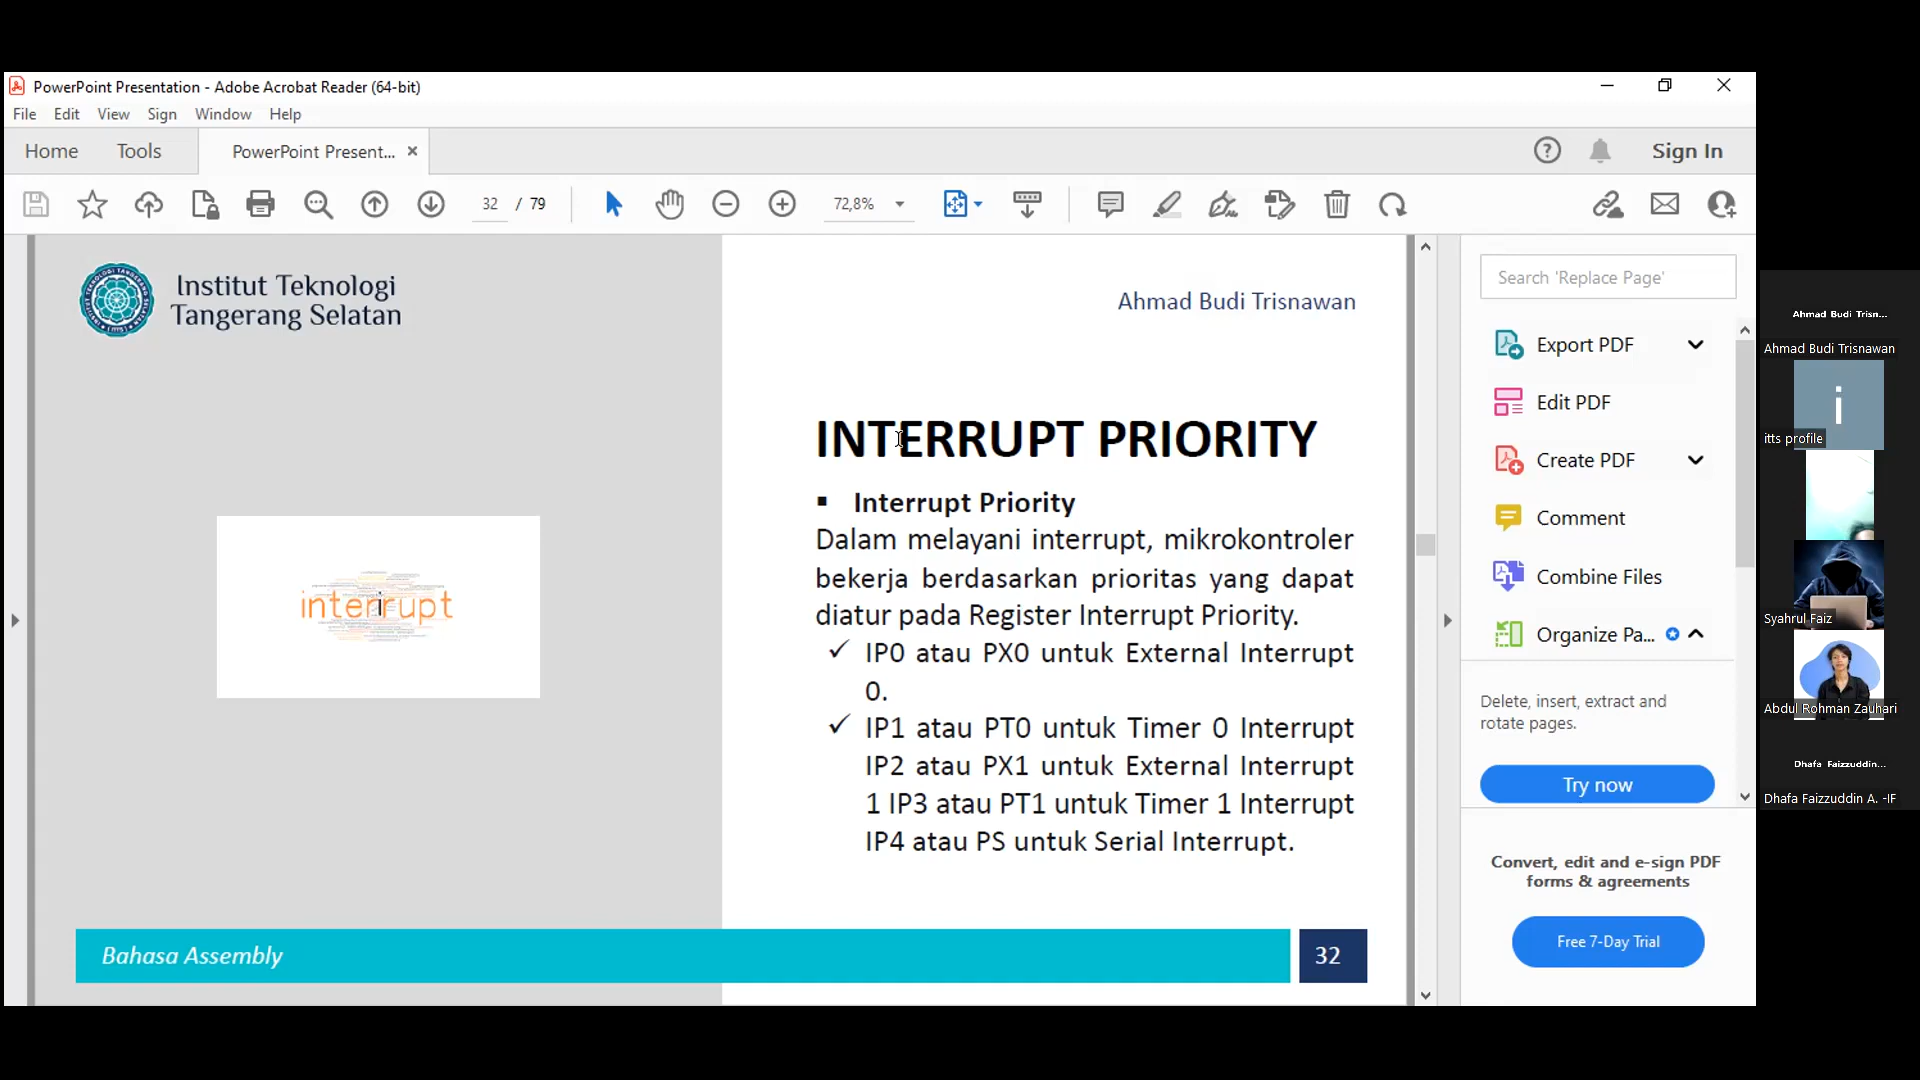 PowerPoint Presentation - Adobe Acrobat Reader (64-bit)
File Edit View Sign Window Help
Home Tools PowerPoint Present... ×
Sign In
32 / 79
72,8%
Institut Teknologi
Tangerang Selatan
Ahmad Budi Trisnawan
INTERRUPT PRIORITY
▪ Interrupt Priority
Dalam melayani interrupt, mikrokontroler
bekerja berdasarkan prioritas yang dapat
diatur pada Register Interrupt Priority.
✓ IP0 atau PX0 untuk External Interrupt
0.
✓ IP1 atau PT0 untuk Timer 0 Interrupt
IP2 atau PX1 untuk External Interrupt
1 IP3 atau PT1 untuk Timer 1 Interrupt
IP4 atau PS untuk Serial Interrupt.
interrupt
Bahasa Assembly
32
Search 'Replace Page'
Export PDF
Edit PDF
Create PDF
Comment
Combine Files
Organize Pa...
Delete, insert, extract and
rotate pages.
Try now
Convert, edit and e-sign PDF
forms & agreements
Free 7-Day Trial
Ahmad Budi Trisn...
Ahmad Budi Trisnawan
i
itts profile
Syahrul Faiz
Abdul Rohman Zauhari
Dhafa Faizzuddin...
Dhafa Faizzuddin A. -IF